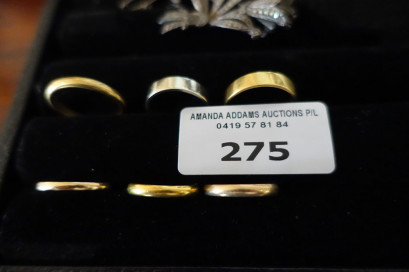 AMANDA ADDAMS AUCTIONS P/L
0419 57 81 84
275